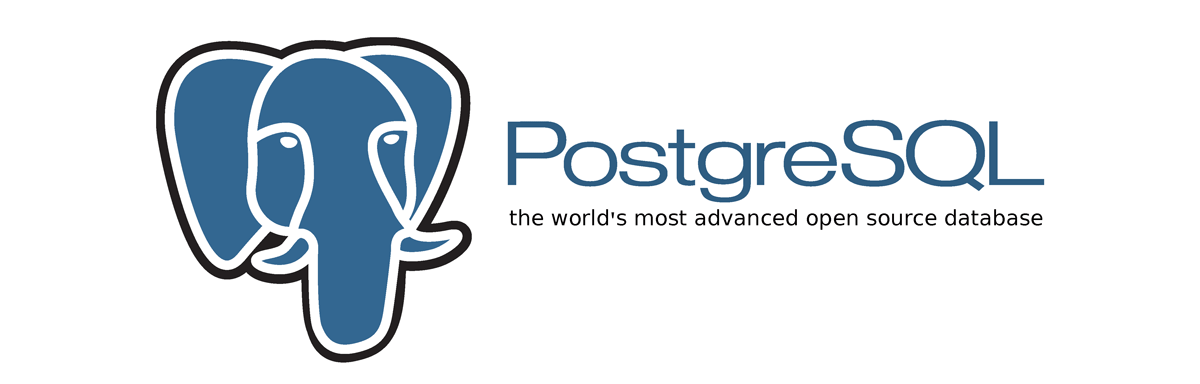 PostgreSQL
the world's most advanced open source database